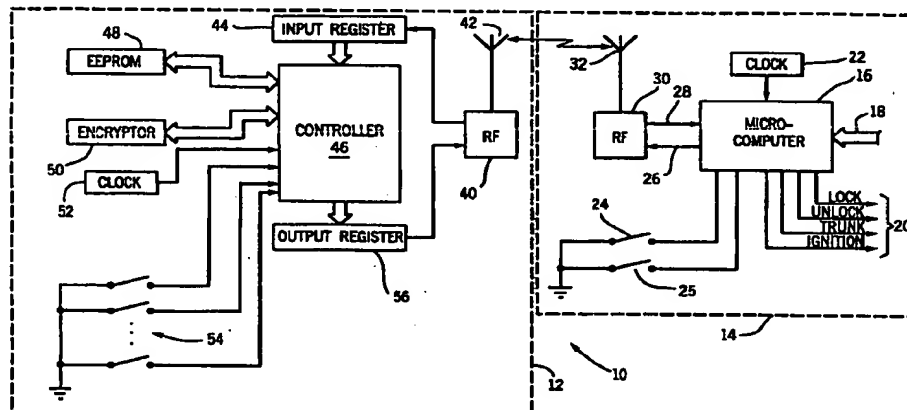 44
INPUT REGISTER
42
48
EEPROM
32
CLOCK
22
16
30
28
18
ENCRYPTOR
50
CONTROLLER
46
RF
40
RF
26
MICRO-
COMPUTER
CLOCK
52
LOCK
UNLOCK
TRUNK
IGNITION
20
24
OUTPUT REGISTER
56
25
54
14
12
10